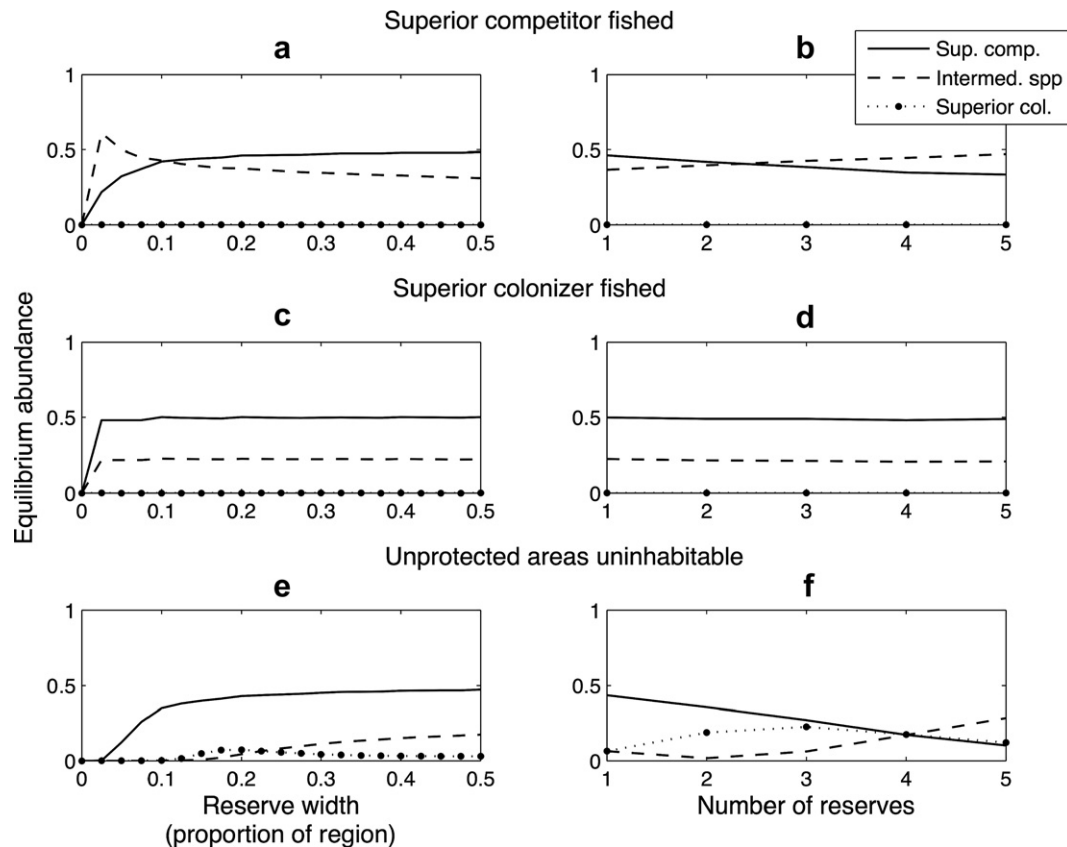 Superior competitor fished
a
b
Sup. comp.
Intermed. spp
Superior col.
1
0.5
0
0 0.1 0.2 0.3 0.4 0.5
1
0.5
0
1 2 3 4 5
Superior colonizer fished
c
d
Equilibrium abundance
1
0.5
0
0 0.1 0.2 0.3 0.4 0.5
1
0.5
0
1 2 3 4 5
Unprotected areas uninhabitable
e
f
1
0.5
0
0 0.1 0.2 0.3 0.4 0.5
Reserve width
(proportion of region)
1
0.5
0
1 2 3 4 5
Number of reserves